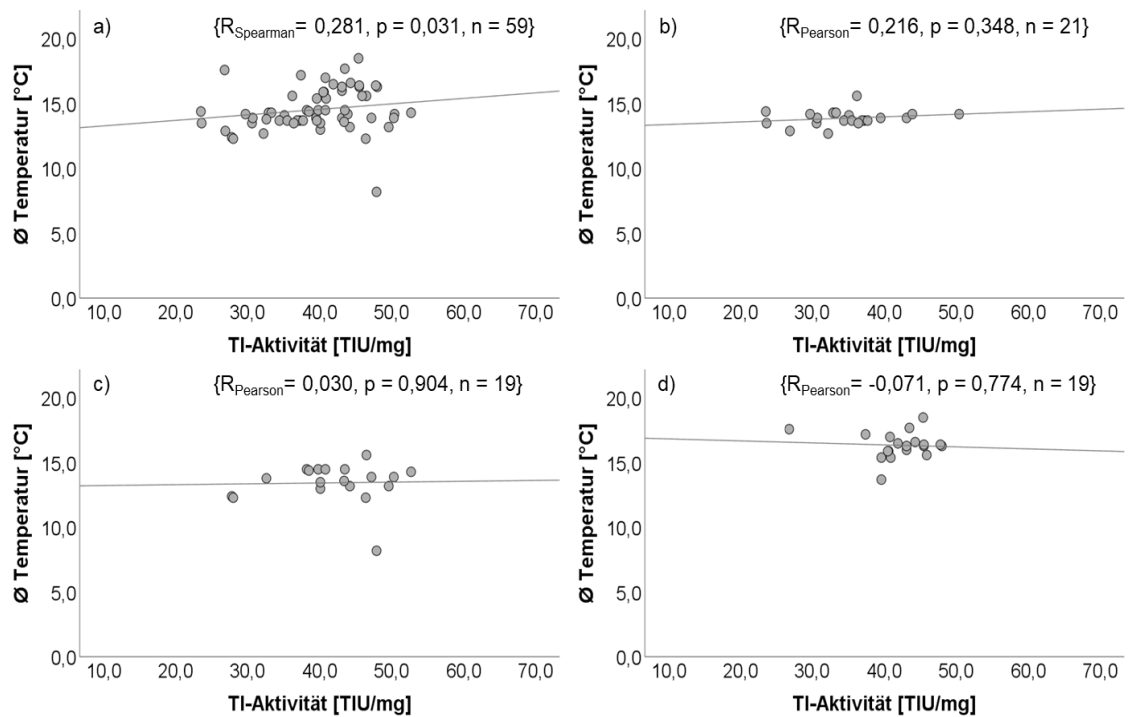 a) {R_Spearman= 0,281, p = 0,031, n = 59}
Ø Temperatur [°C]
20,0
15,0
10,0
5,0
0,0
10,0 20,0 30,0 40,0 50,0 60,0 70,0
TI-Aktivität [TIU/mg]
b) {R_Pearson= 0,216, p = 0,348, n = 21}
Ø Temperatur [°C]
20,0
15,0
10,0
5,0
0,0
10,0 20,0 30,0 40,0 50,0 60,0 70,0
TI-Aktivität [TIU/mg]
c) {R_Pearson= 0,030, p = 0,904, n = 19}
Ø Temperatur [°C]
20,0
15,0
10,0
5,0
0,0
10,0 20,0 30,0 40,0 50,0 60,0 70,0
TI-Aktivität [TIU/mg]
d) {R_Pearson= -0,071, p = 0,774, n = 19}
Ø Temperatur [°C]
20,0
15,0
10,0
5,0
0,0
10,0 20,0 30,0 40,0 50,0 60,0 70,0
TI-Aktivität [TIU/mg]